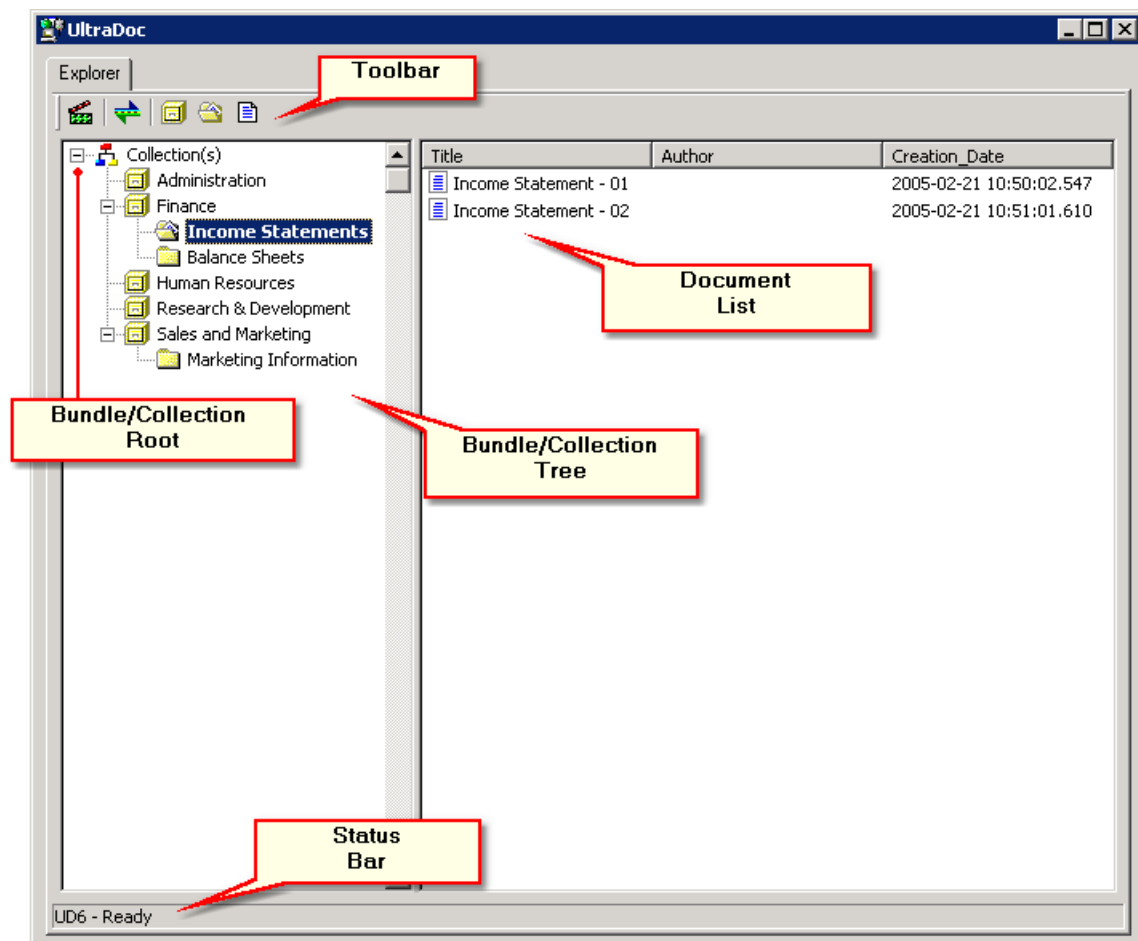 UltraDoc
Explorer
Toolbar
Collection(s)
Administration
Finance
Income Statements
Balance Sheets
Human Resources
Research & Development
Sales and Marketing
Marketing Information
Title Author Creation_Date
Income Statement - 01 2005-02-21 10:50:02.547
Income Statement - 02 2005-02-21 10:51:01.610
Document
List
Bundle/Collection
Root
Bundle/Collection
Tree
Status
Bar
UD6 - Ready